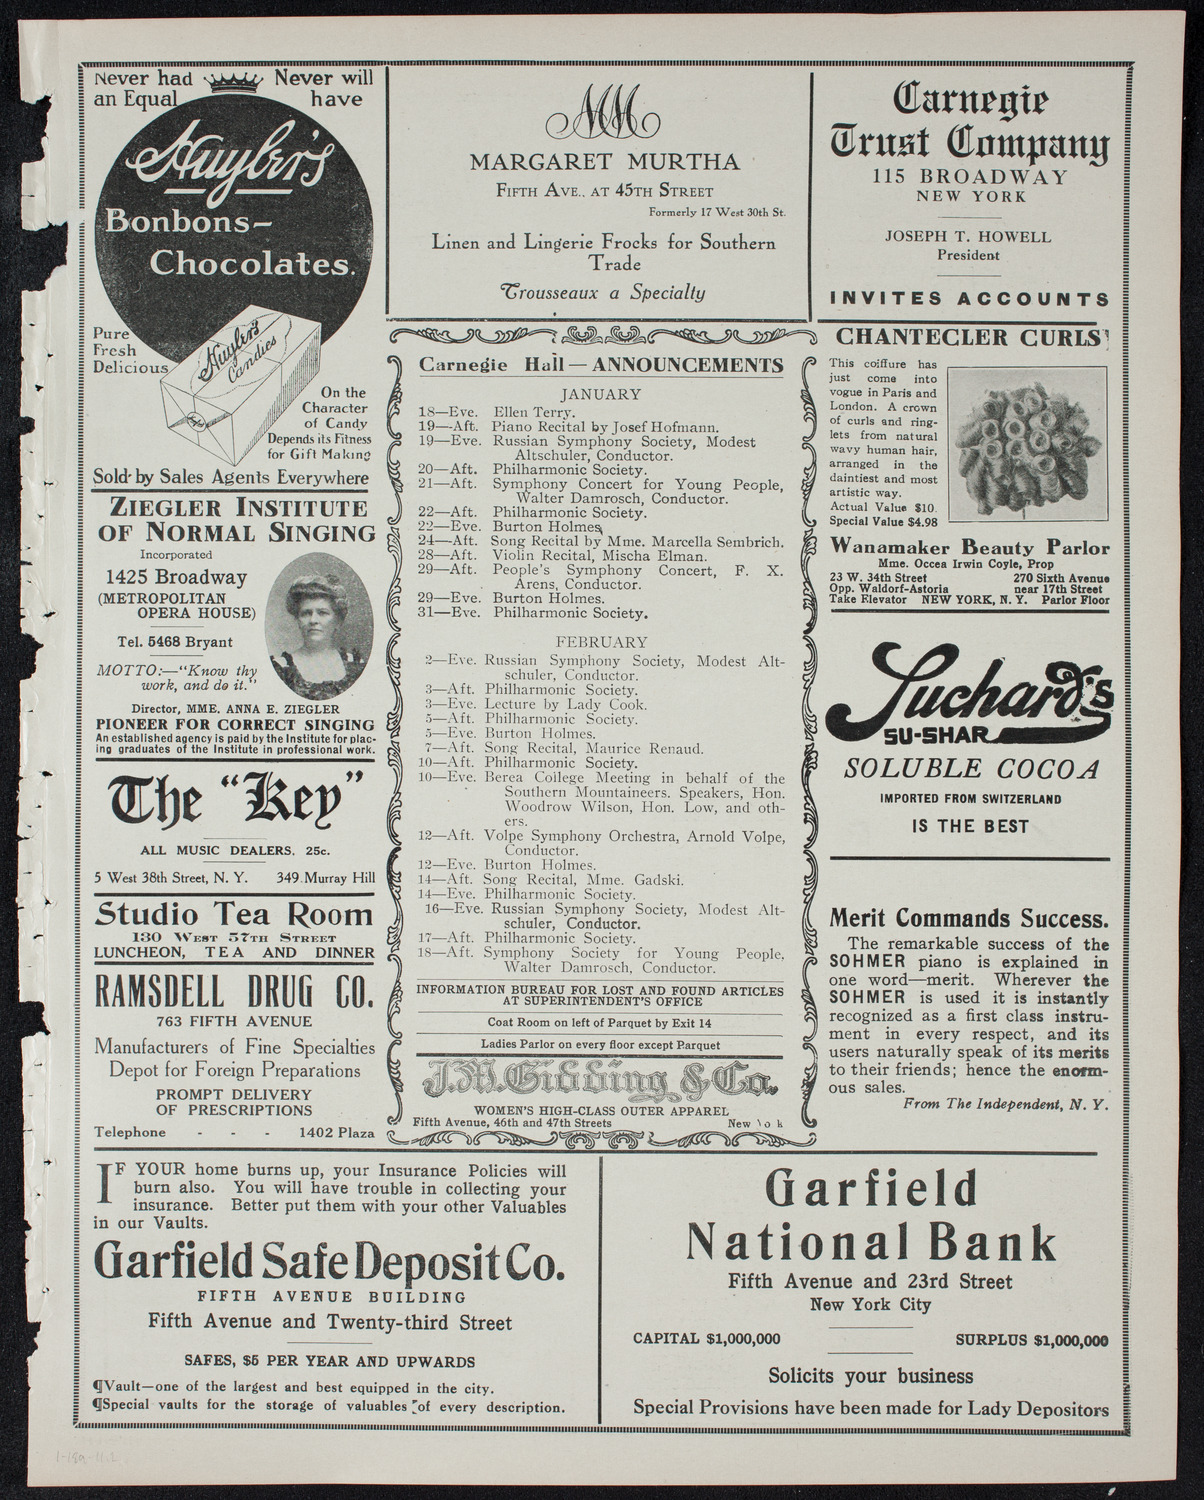 Never had
an Equal
Never will
have
Huyler's
Bonbons-
Chocolates.
Pure
Fresh
Delicious
Huyler's
Candies
On the
Character
of Candy
Depends its Fitness
for Gift Making
Sold by Sales Agents Everywhere
ZIEGLER INSTITUTE
OF NORMAL SINGING
Incorporated
1425 Broadway
(METROPOLITAN
OPERA HOUSE)
Tel. 5468 Bryant
MOTTO:—"Know thy
work, and do it."
Director, MME. ANNA E. ZIEGLER
PIONEER FOR CORRECT SINGING
An established agency is paid by the Institute for plac-
ing graduates of the Institute in professional work.
The "Key"
ALL MUSIC DEALERS. 25c.
5 West 38th Street, N. Y. 349 Murray Hill
Studio Tea Room
130 WEST 57TH STREET
LUNCHEON, TEA AND DINNER
RAMSDELL DRUG CO.
763 FIFTH AVENUE
Manufacturers of Fine Specialties
Depot for Foreign Preparations
PROMPT DELIVERY
OF PRESCRIPTIONS
Telephone - - - 1402 Plaza
MM
MARGARET MURTHA
FIFTH AVE.. AT 45TH STREET
Formerly 17 West 30th St.
Linen and Lingerie Frocks for Southern
Trade
Trousseaux a Specialty
Carnegie Hall—ANNOUNCEMENTS
JANUARY
18—Eve. Ellen Terry.
19—Aft. Piano Recital by Josef Hofmann.
19—Eve. Russian Symphony Society, Modest
Altschuler, Conductor.
20—Aft. Philharmonic Society.
21—Aft. Symphony Concert for Young People,
Walter Damrosch, Conductor.
22—Aft. Philharmonic Society.
22—Eve. Burton Holmes.
24—Aft. Song Recital by Mme. Marcella Sembrich.
28—Aft. Violin Recital, Mischa Elman.
29—Aft. People's Symphony Concert, F. X.
Arens, Conductor.
29—Eve. Burton Holmes.
31—Eve. Philharmonic Society.
FEBRUARY
2—Eve. Russian Symphony Society, Modest Alt-
schuler, Conductor.
3—Aft. Philharmonic Society.
3—Eve. Lecture by Lady Cook.
5—Aft. Philharmonic Society.
5—Eve. Burton Holmes.
7—Aft. Song Recital, Maurice Renaud.
10—Aft. Philharmonic Society.
10—Eve. Berea College Meeting in behalf of the
Southern Mountaineers. Speakers, Hon.
Woodrow Wilson, Hon. Low, and oth-
ers.
12—Aft. Volpe Symphony Orchestra, Arnold Volpe,
Conductor.
12—Eve. Burton Holmes.
14—Aft. Song Recital, Mme. Gadski.
14—Eve. Philharmonic Society.
16—Eve. Russian Symphony Society, Modest Alt-
schuler, Conductor.
17—Aft. Philharmonic Society.
18—Aft. Symphony Society for Young People,
Walter Damrosch, Conductor.
INFORMATION BUREAU FOR LOST AND FOUND ARTICLES
AT SUPERINTENDENT'S OFFICE
Coat Room on left of Parquet by Exit 14
Ladies Parlor on every floor except Parquet
J.M. Gidding & Co.
WOMEN'S HIGH-CLASS OUTER APPAREL
Fifth Avenue, 46th and 47th Streets New Yo k
Carnegie
Trust Company
115 BROADWAY
NEW YORK
JOSEPH T. HOWELL
President
INVITES ACCOUNTS
CHANTECLER CURLS
This coiffure has
just come into
vogue in Paris and
London. A crown
of curls and ring-
lets from natural
wavy human hair,
arranged in the
daintiest and most
artistic way.
Actual Value $10.
Special Value $4.98
Wanamaker Beauty Parlor
Mme. Occea Irwin Coyle, Prop
23 W. 34th Street 270 Sixth Avenue
Opp. Waldorf-Astoria near 17th Street
Take Elevator NEW YORK, N. Y. Parlor Floor
Suchard's
SU-SHAR
SOLUBLE COCOA
IMPORTED FROM SWITZERLAND
IS THE BEST
Merit Commands Success.
The remarkable success of the
SOHMER piano is explained in
one word—merit. Wherever the
SOHMER is used it is instantly
recognized as a first class instru-
ment in every respect, and its
users naturally speak of its merits
to their friends; hence the enorm-
ous sales.
From The Independent, N. Y.
IF YOUR home burns up, your Insurance Policies will
burn also. You will have trouble in collecting your
insurance. Better put them with your other Valuables
in our Vaults.
Garfield Safe Deposit Co.
FIFTH AVENUE BUILDING
Fifth Avenue and Twenty-third Street
SAFES, $5 PER YEAR AND UPWARDS
¶Vault—one of the largest and best equipped in the city.
¶Special vaults for the storage of valuables of every description.
Garfield
National Bank
Fifth Avenue and 23rd Street
New York City
CAPITAL $1,000,000 SURPLUS $1,000,000
Solicits your business
Special Provisions have been made for Lady Depositors